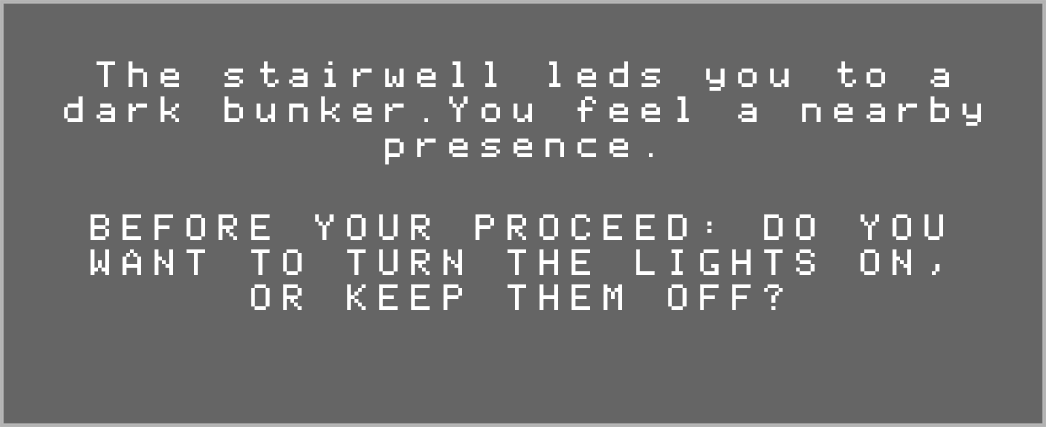 The stairwell leds you to a
dark bunker.You feel a nearby
presence.
BEFORE YOUR PROCEED: DO YOU
WANT TO TURN THE LIGHTS ON,
OR KEEP THEM OFF?